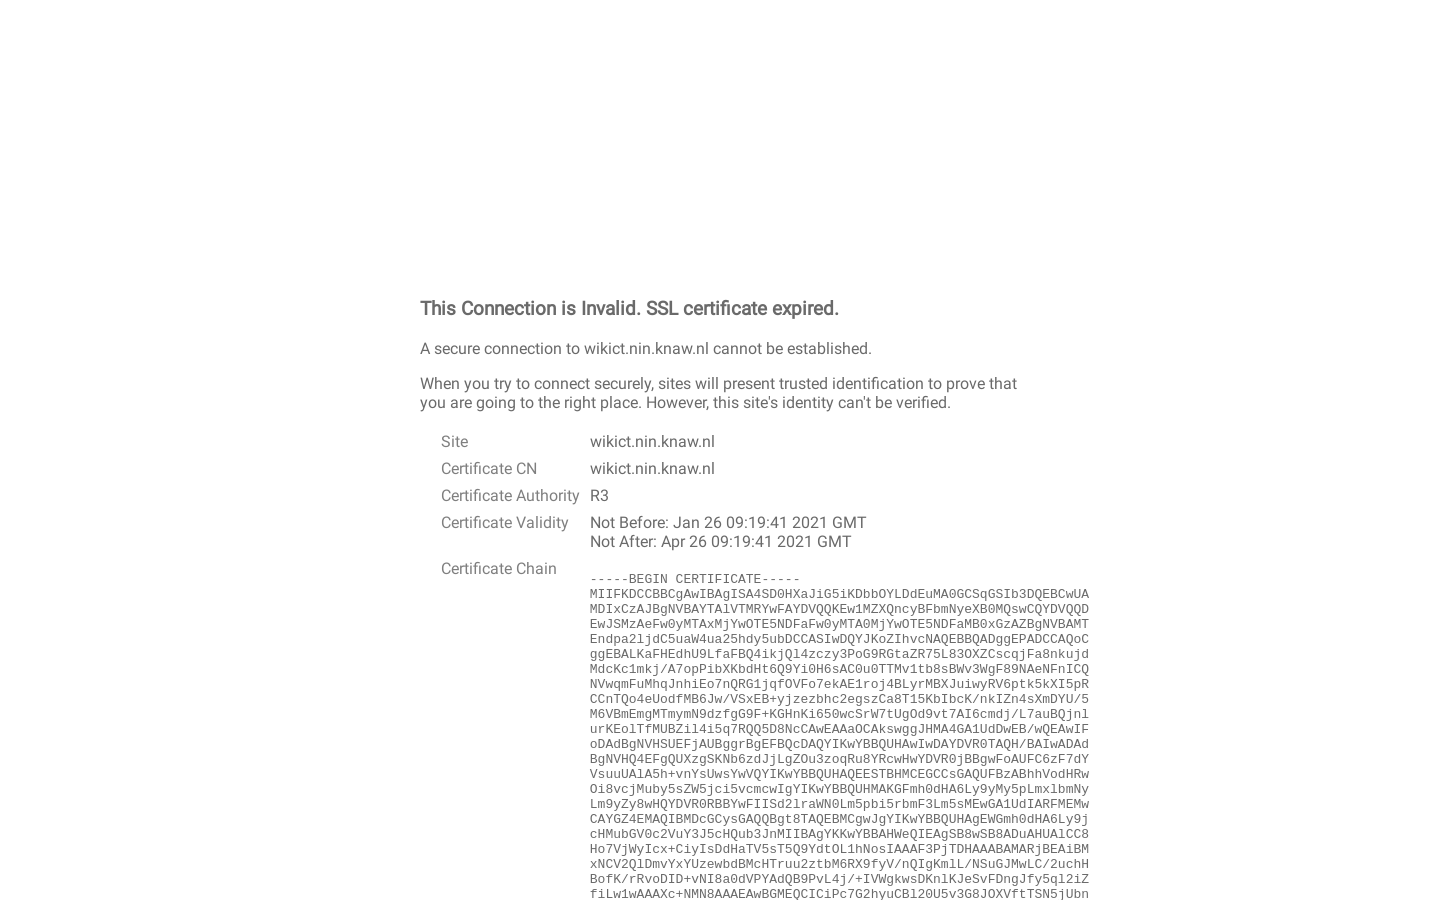 This Connection is Invalid. SSL certificate expired.
A secure connection to wikict.nin.knaw.nl cannot be established.
When you try to connect securely, sites will present trusted identification to prove that
you are going to the right place. However, this site's identity can't be verified.
Site wikict.nin.knaw.nl
Certificate CN wikict.nin.knaw.nl
Certificate Authority R3
Certificate Validity Not Before: Jan 26 09:19:41 2021 GMT
Not After: Apr 26 09:19:41 2021 GMT
Certificate Chain
-----BEGIN CERTIFICATE-----
MIIFKDCCBBCgAwIBAgISA4SD0HXaJiG5iKDbbOYLDdEuMA0GCSqGSIb3DQEBCwUA
MDIxCzAJBgNVBAYTAlVTMRYwFAYDVQQKEw1MZXQncyBFbmNyeXB0MQswCQYDVQQD
EwJSMzAeFw0yMTAxMjYwOTE5NDFaFw0yMTA0MjYwOTE5NDFaMB0xGzAZBgNVBAMT
Endpa2ljdC5uaW4ua25hdy5ubDCCASIwDQYJKoZIhvcNAQEBBQADggEPADCCAQoC
ggEBALKaFHEdhU9LfaFBQ4ikjQl4zczy3PoG9RGtaZR75L83OXZCscqjFa8nkujd
MdcKc1mkj/A7opPibXKbdHt6Q9Yi0H6sAC0u0TTMv1tb8sBWv3WgF89NAeNFnICQ
NVwqmFuMhqJnhiEo7nQRG1jqfOVFo7ekAE1roj4BLyrMBXJuiwyRV6ptk5kXI5pR
CCnTQo4eUodfMB6Jw/VSxEB+yjzezbhc2egszCa8T15KbIbcK/nkIZn4sXmDYU/5
M6VBmEmgMTmymN9dzfgG9F+KGHnKi650wcSrW7tUgOd9vt7AI6cmdj/L7auBQjnl
urKEolTfMUBZil4i5q7RQQ5D8NcCAwEAAaOCAkswggJHMA4GA1UdDwEB/wQEAwIF
oDAdBgNVHSUEFjAUBggrBgEFBQcDAQYIKwYBBQUHAwIwDAYDVR0TAQH/BAIwADAd
BgNVHQ4EFgQUXzgSKNb6zdJjLgZOu3zoqRu8YRcwHwYDVR0jBBgwFoAUFC6zF7dY
VsuuUAlA5h+vnYsUwsYwVQYIKwYBBQUHAQEESTBHMCEGCCsGAQUFBzABhhVodHRw
Oi8vcjMuby5sZW5jci5vcmcwIgYIKwYBBQUHMAKGFmh0dHA6Ly9yMy5pLmxlbmNy
Lm9yZy8wHQYDVR0RBBYwFIISd2lraWN0Lm5pbi5rbmF3Lm5sMEwGA1UdIARFMEMw
CAYGZ4EMAQIBMDcGCysGAQQBgt8TAQEBMCgwJgYIKwYBBQUHAgEWGmh0dHA6Ly9j
cHMubGV0c2VuY3J5cHQub3JnMIIBAgYKKwYBBAHWeQIEAgSB8wSB8ADuAHUAlCC8
Ho7VjWyIcx+CiyIsDdHaTV5sT5Q9YdtOL1hNosIAAAF3PjTDHAAABAMARjBEAiBM
xNCV2QlDmvYxYUzewbdBMcHTruu2ztbM6RX9fyV/nQIgKmlL/NSuGJMwLC/2uchH
BofK/rRvoDID+vNI8a0dVPYAdQB9PvL4j/+IVWgkwsDKnlKJeSvFDngJfy5ql2iZ
fiLw1wAAAXc+NMN8AAAEAwBGMEQCICiPc7G2hyuCBl20U5v3G8JOXVftTSN5jUbn